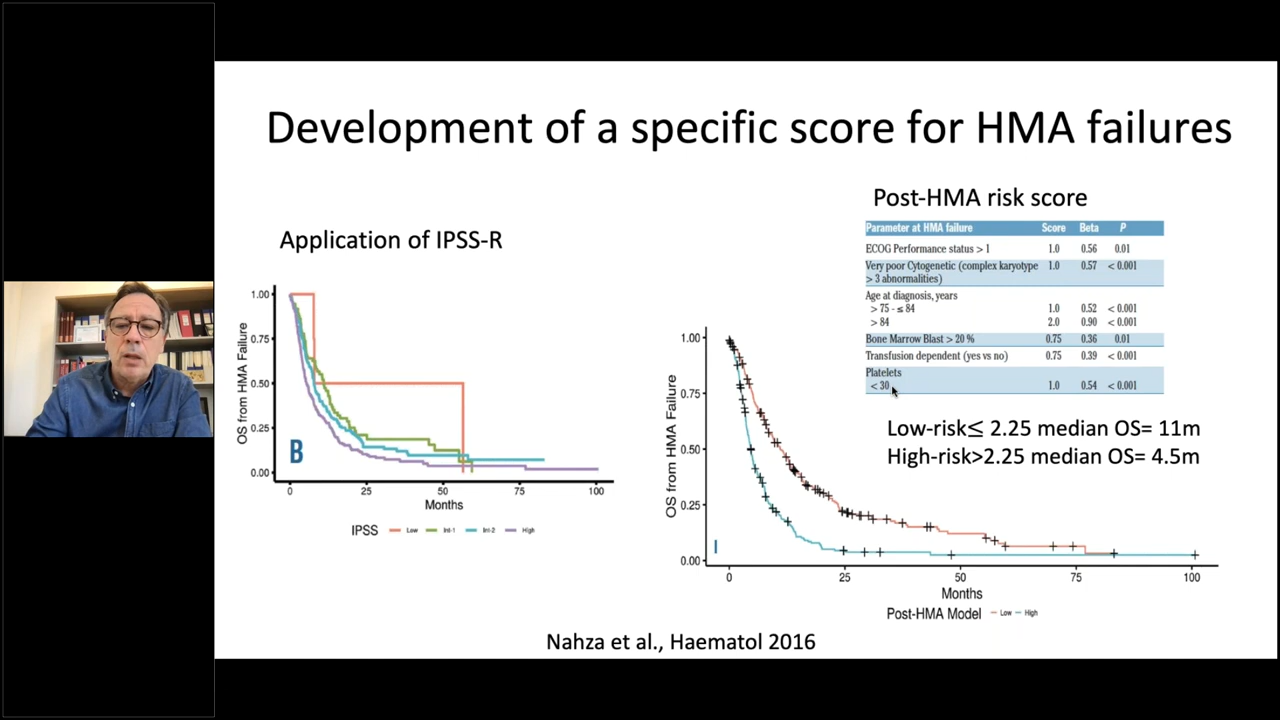 Development of a specific score for HMA failures
Post-HMA risk score
Application of IPSS-R
Parameter at HMA failure Score Beta P
ECOG Performance status > 1 1.0 0.56 0.01
Very poor Cytogenetic (complex karyotype 1.0 0.57 < 0.001
> 3 abnormalities)
Age at diagnosis, years
> 75 - ≤ 84 1.0 0.52 < 0.001
> 84 2.0 0.90 < 0.001
Bone Marrow Blast > 20 % 0.75 0.36 0.01
Transfusion dependent (yes vs no) 0.75 0.39 < 0.001
Platelets
< 30 1.0 0.54 < 0.001
Low-risk≤ 2.25 median OS= 11m
High-risk>2.25 median OS= 4.5m
OS from HMA Failure
1.00
0.75
0.50
0.25
0.00
B
0 25 50 75 100
Months
IPSS Low Int-1 Int-2 High
OS from HMA Failure
1.00
0.75
0.50
0.25
0.00
I
0 25 50 75 100
Months
Post-HMA Model Low High
Nahza et al., Haematol 2016